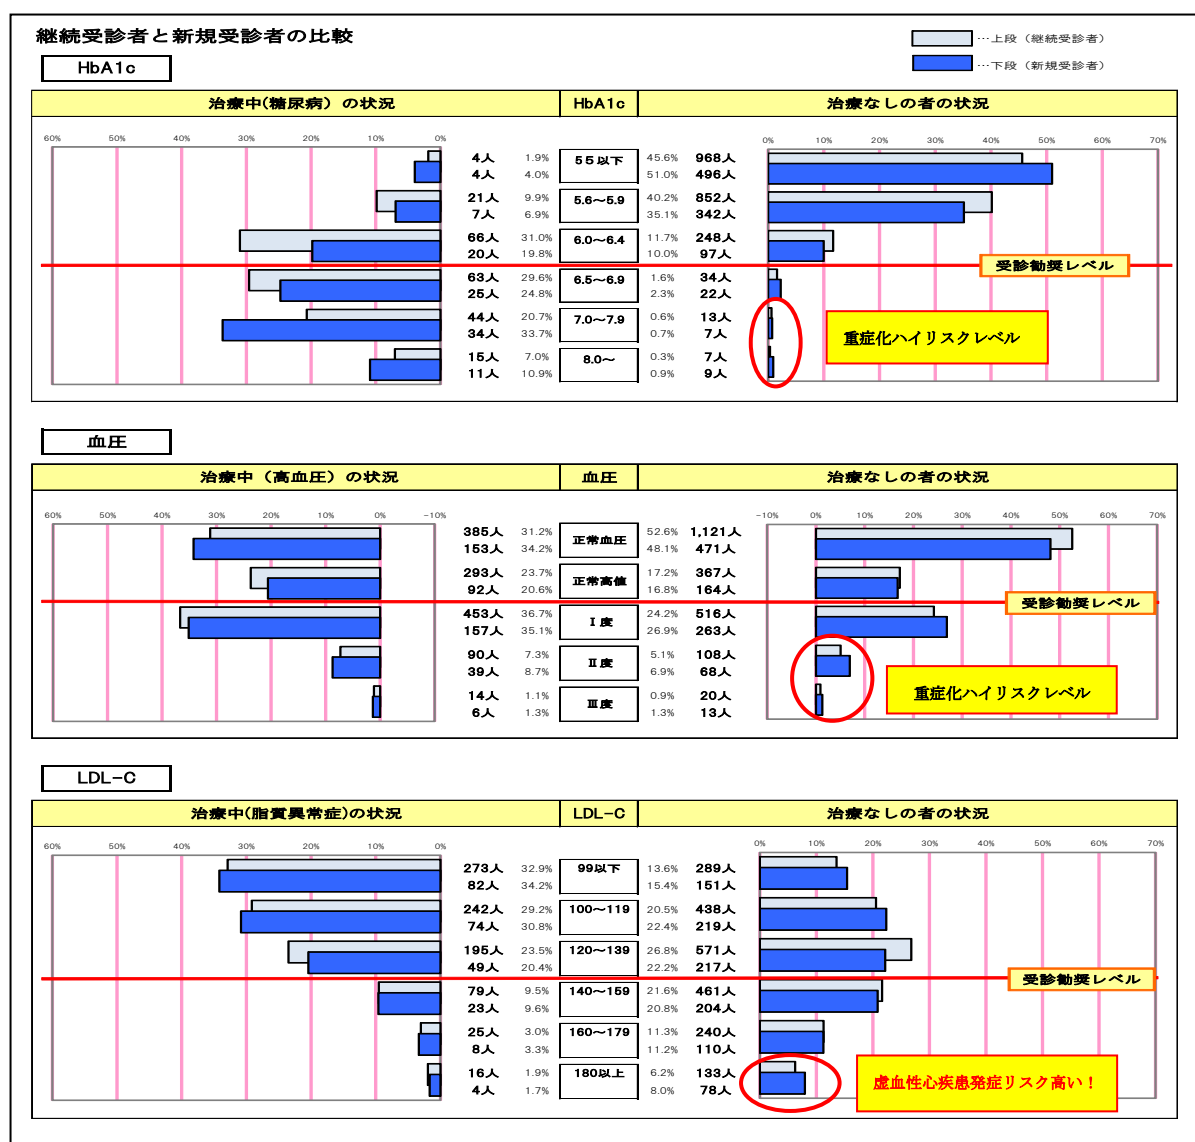 継続受診者と新規受診者の比較
…上段（継続受診者）
…下段（新規受診者）
HbA1c
治療中(糖尿病）の状況 HbA1c 治療なしの者の状況
60% 50% 40% 30% 20% 10% 0% 0% 10% 20% 30% 40% 50% 60% 70%
4人 1.9% 55以下 45.6% 968人
4人 4.0% 51.0% 496人
21人 9.9% 5.6～5.9 40.2% 852人
7人 6.9% 35.1% 342人
66人 31.0% 6.0～6.4 11.7% 248人
20人 19.8% 10.0% 97人
受診勧奨レベル
63人 29.6% 6.5～6.9 1.6% 34人
25人 24.8% 2.3% 22人
44人 20.7% 7.0～7.9 0.6% 13人
34人 33.7% 0.7% 7人
重症化ハイリスクレベル
15人 7.0% 8.0～ 0.3% 7人
11人 10.9% 0.9% 9人
血圧
治療中（高血圧）の状況 血圧 治療なしの者の状況
60% 50% 40% 30% 20% 10% 0% -10% -10% 0% 10% 20% 30% 40% 50% 60% 70%
385人 31.2% 正常血圧 52.6% 1,121人
153人 34.2% 48.1% 471人
293人 23.7% 正常高値 17.2% 367人
92人 20.6% 16.8% 164人
受診勧奨レベル
453人 36.7% Ⅰ度 24.2% 516人
157人 35.1% 26.9% 263人
90人 7.3% Ⅱ度 5.1% 108人
39人 8.7% 6.9% 68人
重症化ハイリスクレベル
14人 1.1% Ⅲ度 0.9% 20人
6人 1.3% 1.3% 13人
LDL-C
治療中(脂質異常症)の状況 LDL-C 治療なしの者の状況
60% 50% 40% 30% 20% 10% 0% 0% 10% 20% 30% 40% 50% 60% 70%
273人 32.9% 99以下 13.6% 289人
82人 34.2% 15.4% 151人
242人 29.2% 100～119 20.5% 438人
74人 30.8% 22.4% 219人
195人 23.5% 120～139 26.8% 571人
49人 20.4% 22.2% 217人
受診勧奨レベル
79人 9.5% 140～159 21.6% 461人
23人 9.6% 20.8% 204人
25人 3.0% 160～179 11.3% 240人
8人 3.3% 11.2% 110人
16人 1.9% 180以上 6.2% 133人
4人 1.7% 8.0% 78人
虚血性心疾患発症リスク高い！